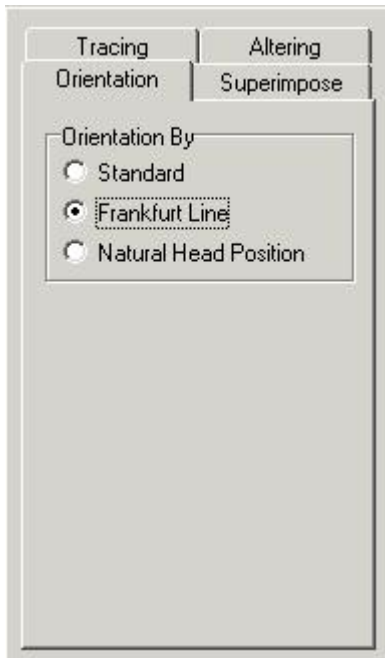 Tracing Altering
Orientation Superimpose
Orientation By
Standard
Frankfurt Line
Natural Head Position